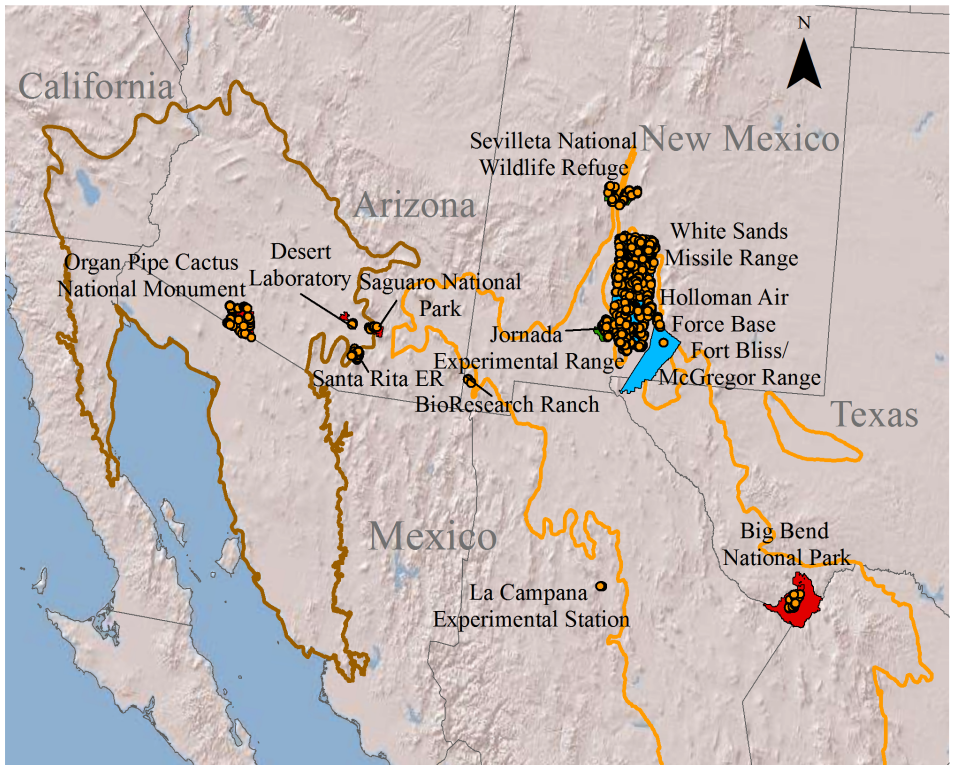 N
California
Sevilleta National
Wildlife Refuge
New Mexico
Arizona
White Sands
Missile Range
Organ Pipe Cactus
National Monument
Desert
Laboratory
Saguaro National
Park
Holloman Air
Force Base
Jornada
Experimental Range
Fort Bliss/
McGregor Range
Santa Rita ER
BioResearch Ranch
Texas
Mexico
Big Bend
National Park
La Campana
Experimental Station